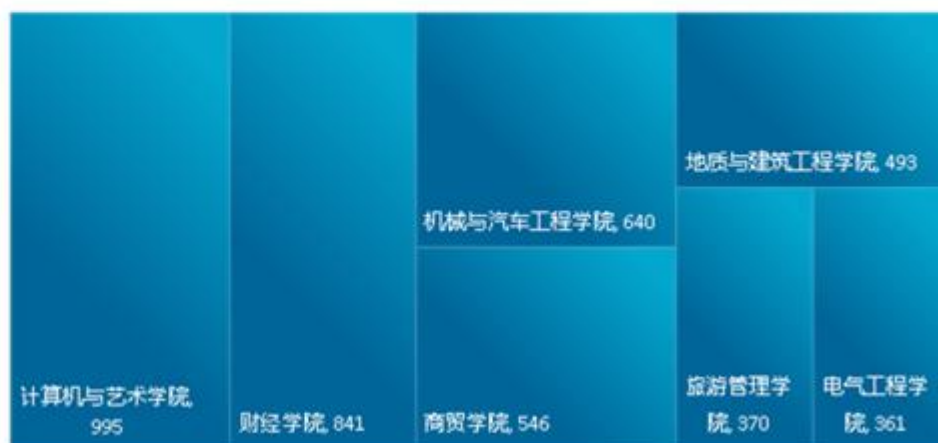 计算机与艺术学院,
995
财经学院, 841
机械与汽车工程学院, 640
商贸学院, 546
地质与建筑工程学院, 493
旅游管理学
院, 370
电气工程学
院, 361